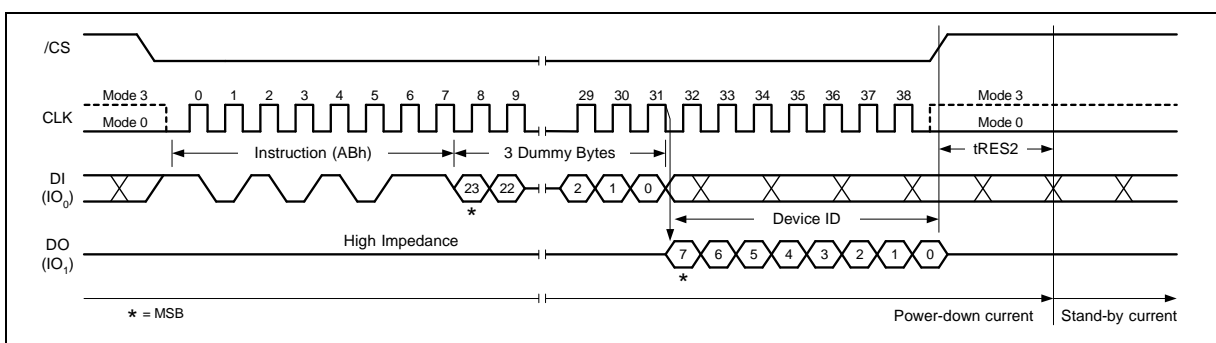 /CS
Mode 3 0 1 2 3 4 5 6 7 8 9 29 30 31 32 33 34 35 36 37 38 Mode 3
CLK Mode 0 Mode 0
Instruction (ABh) 3 Dummy Bytes tRES2
DI
(IO0) 23 22 2 1 0
*
Device ID
DO
(IO1) High Impedance 7 6 5 4 3 2 1 0
*
* = MSB Power-down current Stand-by current